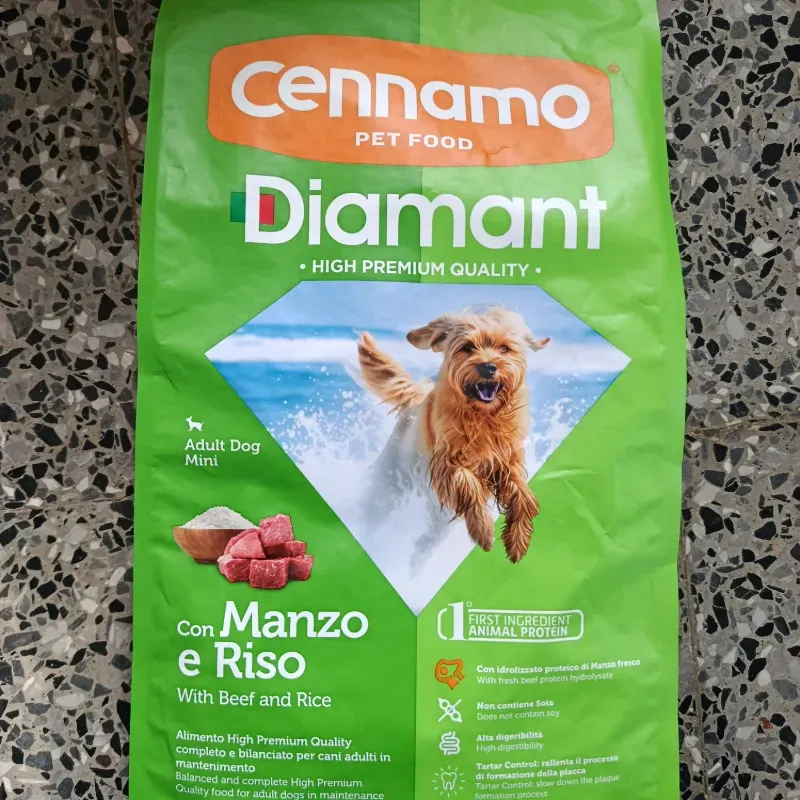 Cennamo
PET FOOD
Diamant
• HIGH PREMIUM QUALITY •
Adult Dog
Mini
Con Manzo
e Riso
With Beef and Rice
Alimento High Premium Quality
completo e bilanciato per cani adulti in
mantenimento
Balanced and complete High Premium
Quality food for adult dogs in maintenance
1°
FIRST INGREDIENT
ANIMAL PROTEIN
Con idrolizzato proteico di Manzo fresco
With fresh beef protein hydrolysate
Non contiene Soia
Does not contain soy
Alta digeribilità
High digestibility
Tartar Control: rallenta il processo
di formazione della placca
Tartar Control: slow down the plaque
formation process